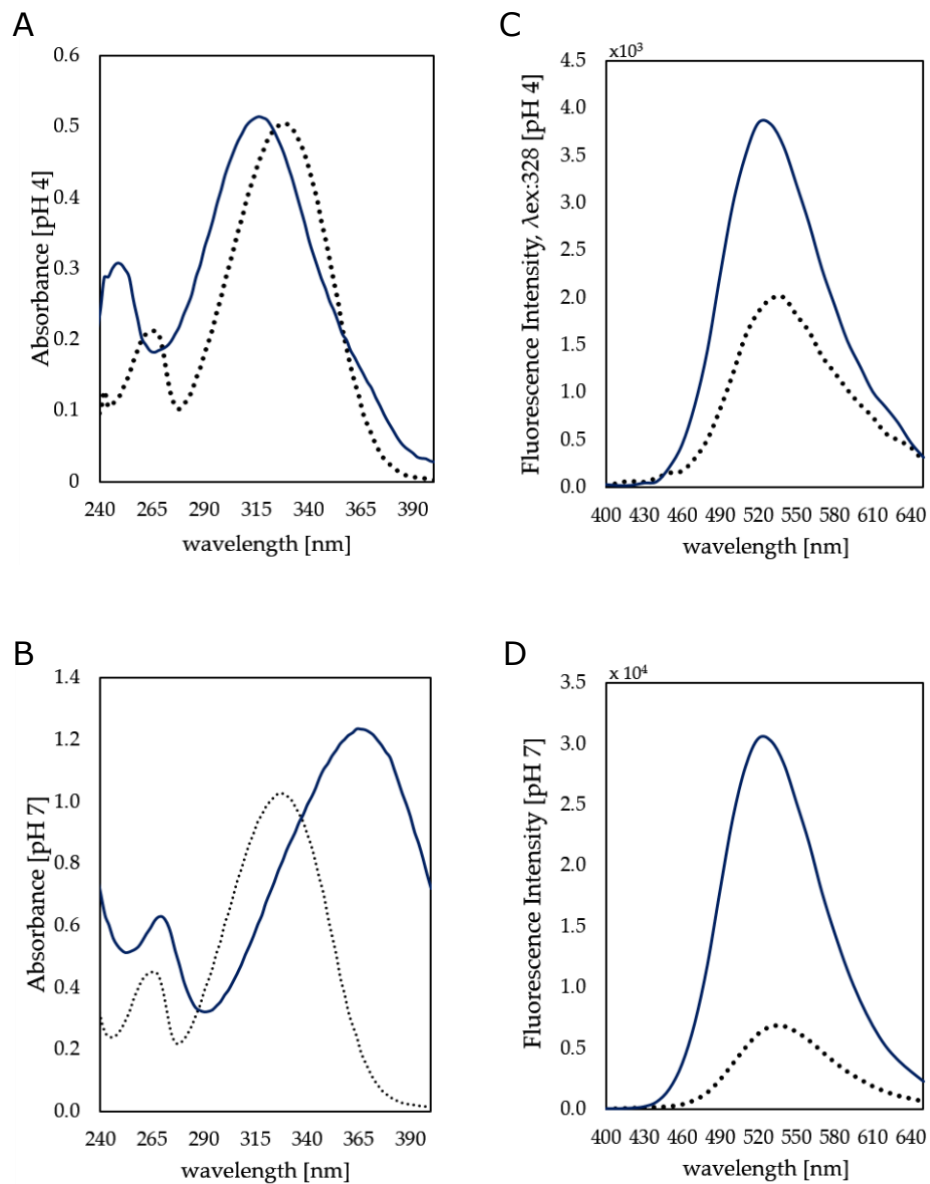 A
Absorbance [pH 4]
0.6
0.5
0.4
0.3
0.2
0.1
0
240 265 290 315 340 365 390
wavelength [nm]
C
Fluorescence Intensity, λex:328 [pH 4]
x10³
4.5
4.0
3.5
3.0
2.5
2.0
1.5
1.0
0.5
0.0
400 430 460 490 520 550 580 610 640
wavelength [nm]
B
Absorbance [pH 7]
1.4
1.2
1.0
0.8
0.6
0.4
0.2
0.0
240 265 290 315 340 365 390
wavelength [nm]
D
Fluorescence Intensity [pH 7]
x 10⁴
3.5
3.0
2.5
2.0
1.5
1.0
0.5
0.0
400 430 460 490 520 550 580 610 640
wavelength [nm]